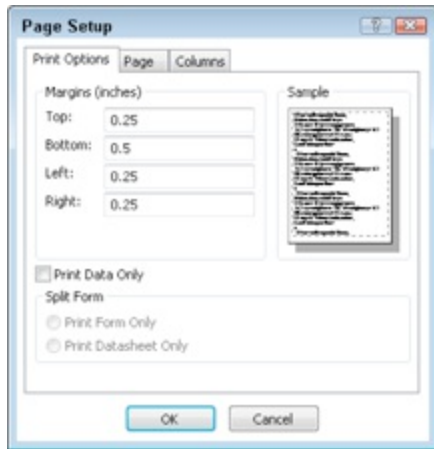 Page Setup
Print Options Page Columns
Margins (inches) Sample
Top: 0.25
Bottom: 0.5
Left: 0.25
Right: 0.25
Print Data Only
Split Form
Print Form Only
Print Datasheet Only
OK Cancel